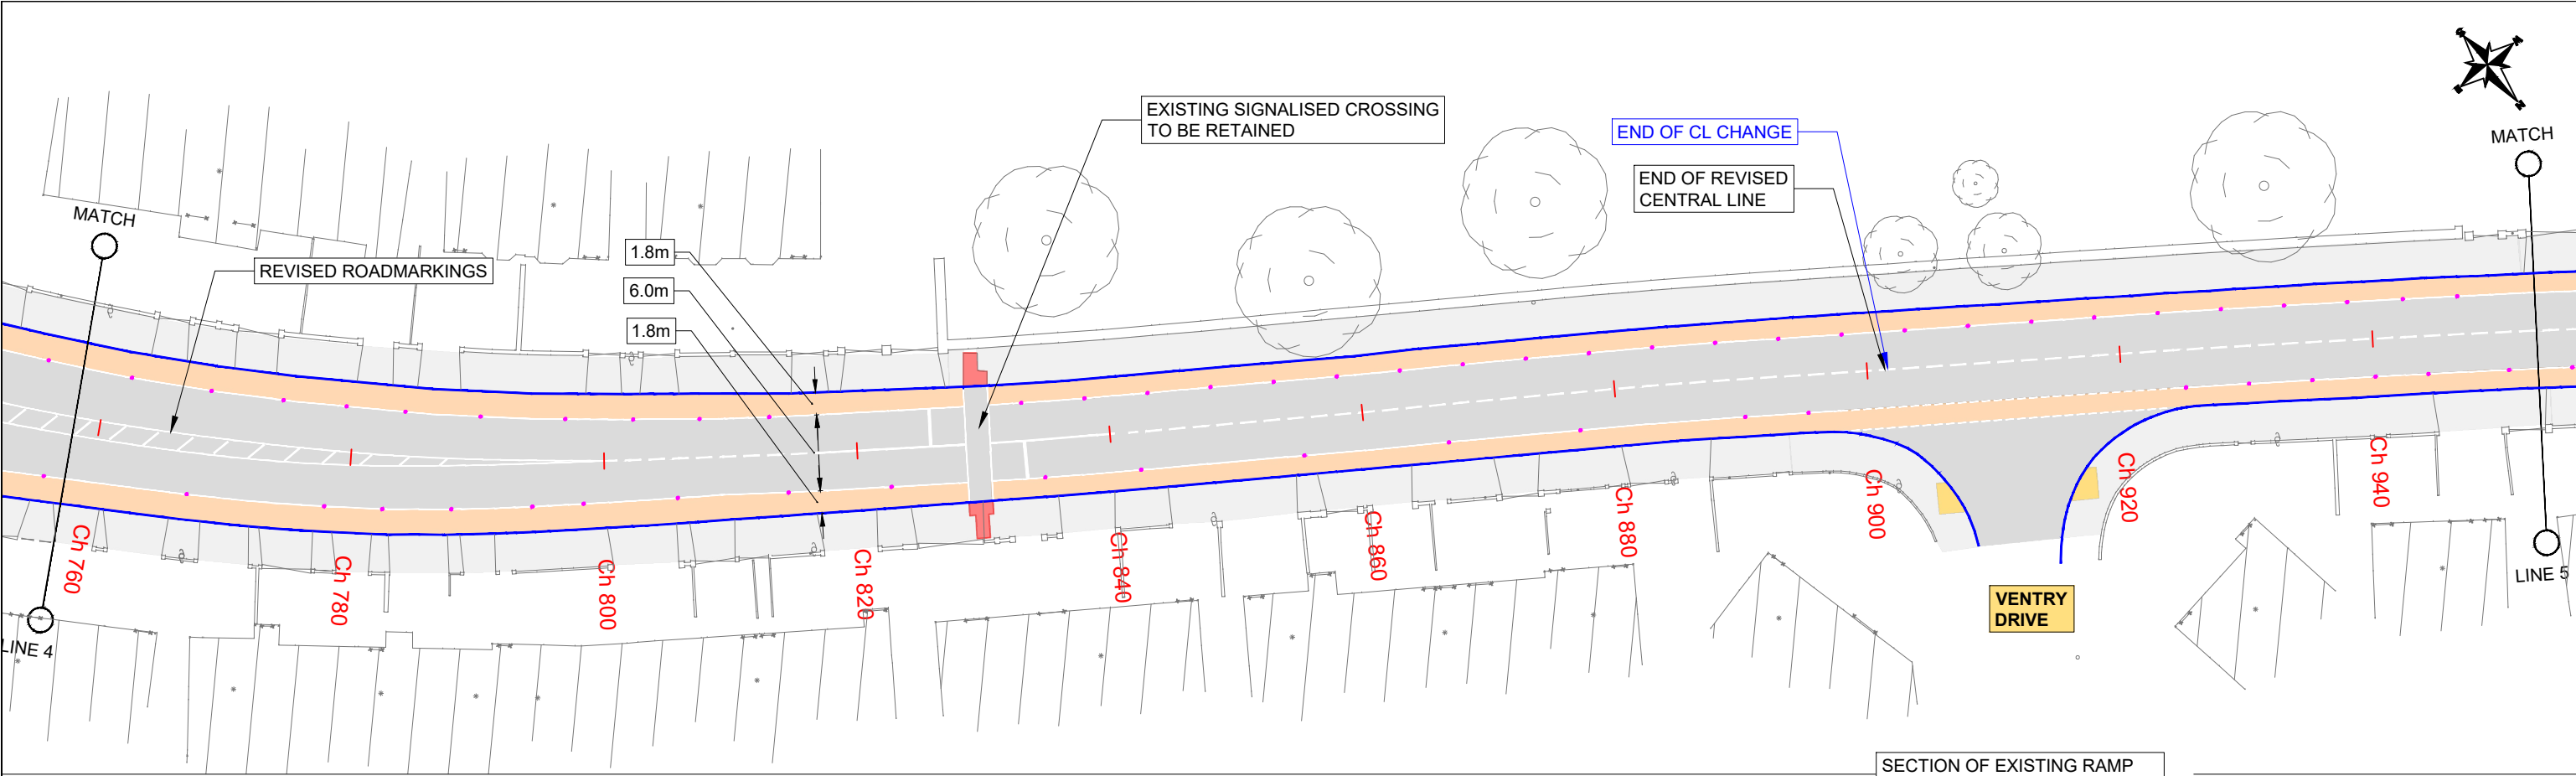 EXISTING SIGNALISED CROSSING
TO BE RETAINED
END OF CL CHANGE
END OF REVISED
CENTRAL LINE
MATCH
MATCH
REVISED ROADMARKINGS
1.8m
6.0m
1.8m
Ch 760
Ch 780
Ch 800
Ch 820
Ch 840
Ch 860
Ch 880
Ch 900
Ch 920
Ch 940
LINE 4
LINE 5
VENTRY
DRIVE
SECTION OF EXISTING RAMP